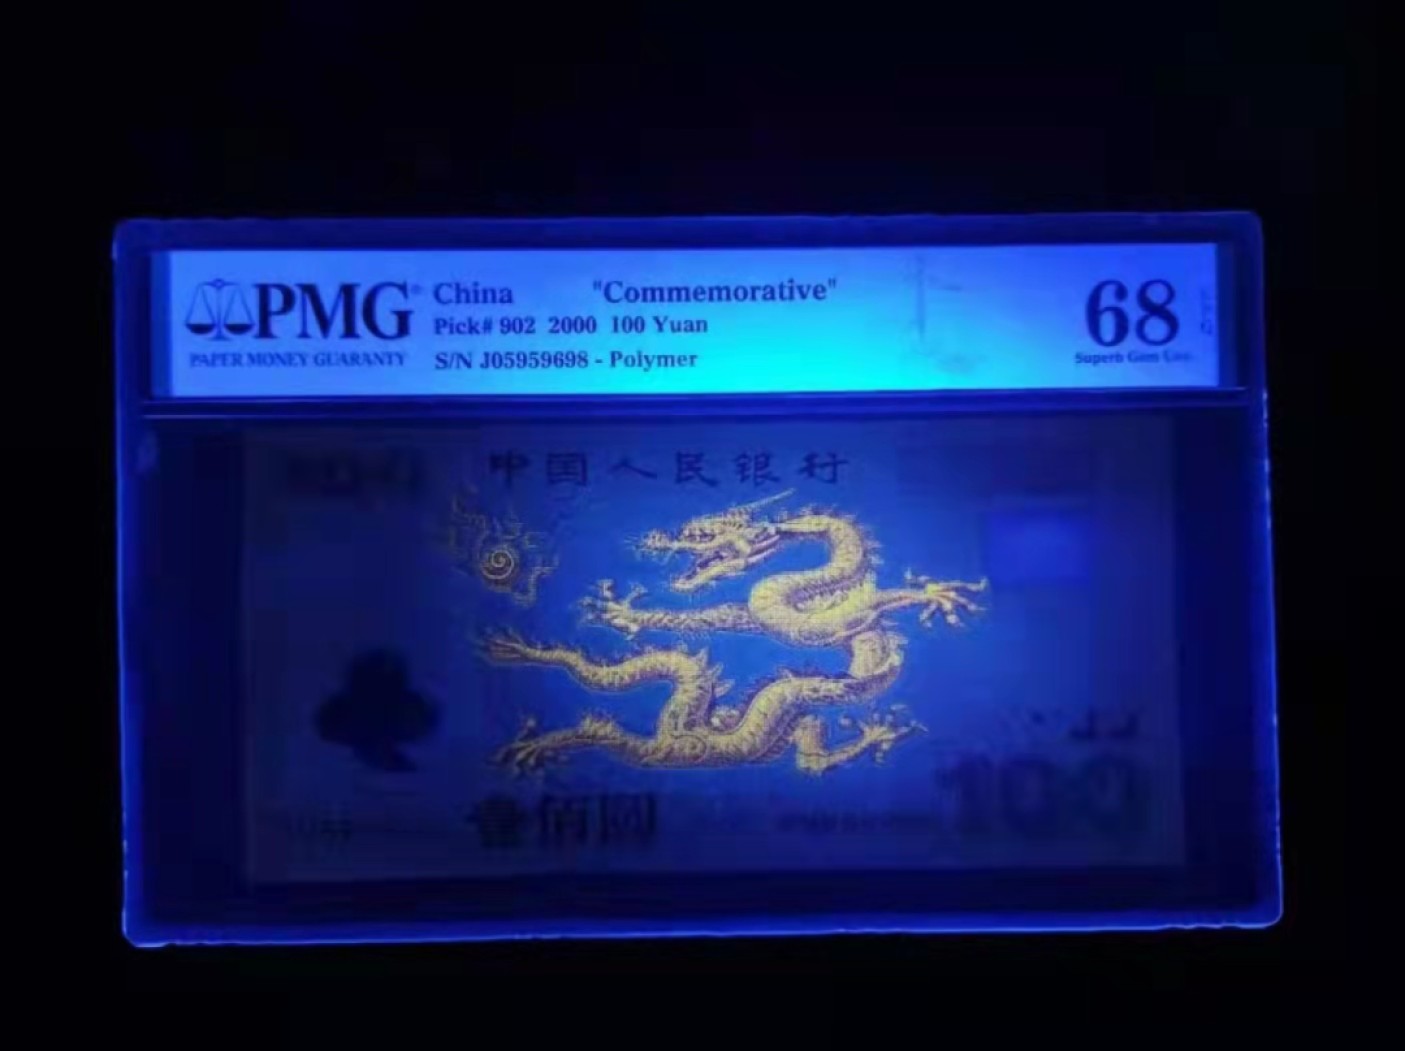 PMG®
PAPER MONEY GUARANTY
China "Commemorative"
Pick# 902 2000 100 Yuan
S/N J05959698 - Polymer
68
Superb Gem Unc
中国人民银行
壹佰圆
100